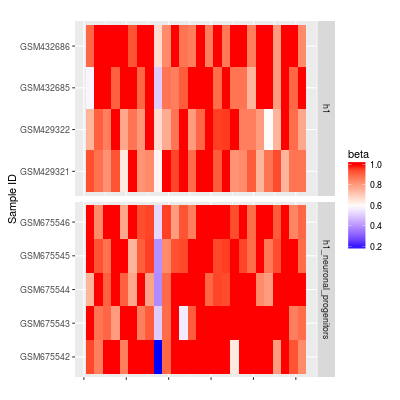 GSM432686
GSM432685
GSM429322
GSM429321
h1
Sample ID
GSM675546
GSM675545
GSM675544
GSM675543
GSM675542
h1_neuronal_progenitors
beta
1.0
0.8
0.6
0.4
0.2